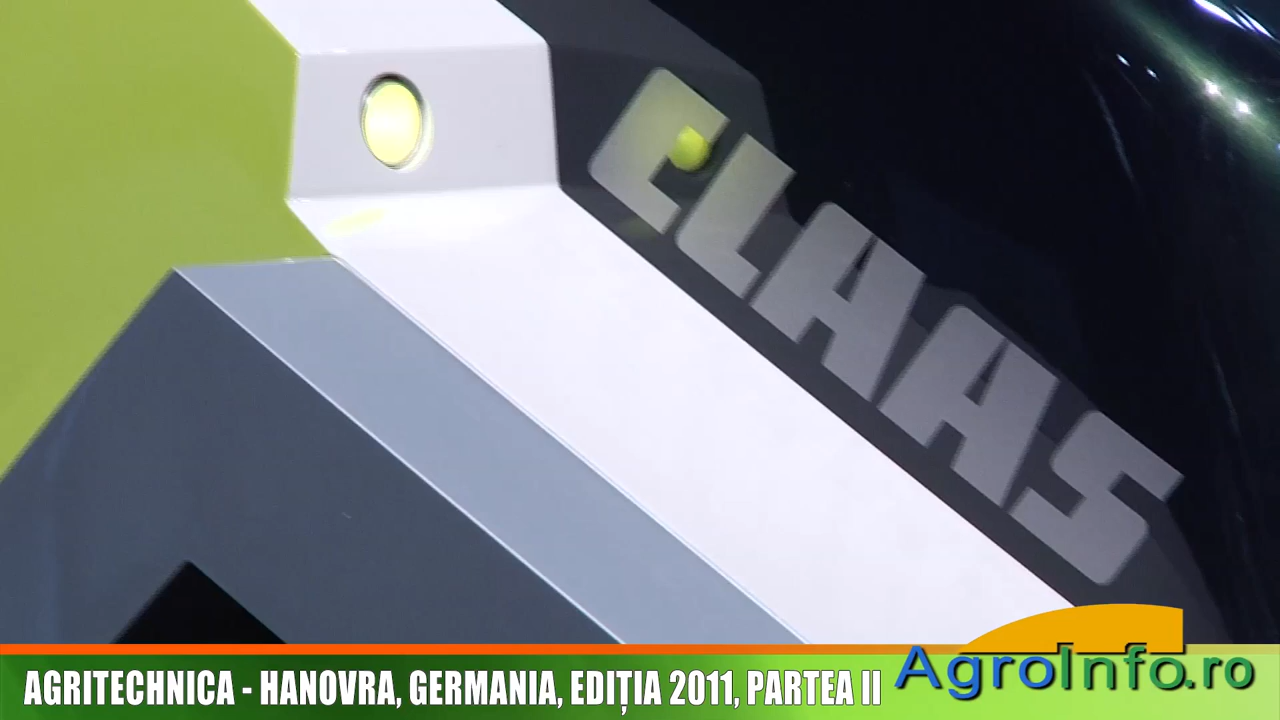 CLAAS
AGRITECHNICA - HANOVRA, GERMANIA, EDIȚIA 2011, PARTEA II
AgroInfo.ro